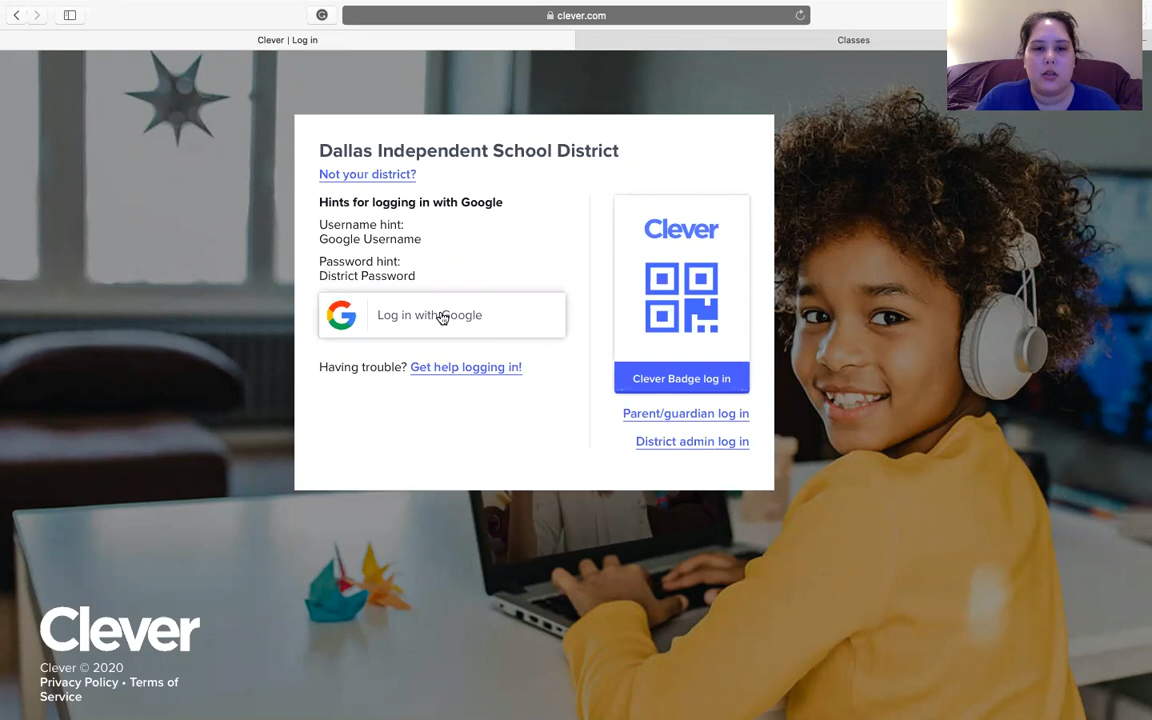 clever.com
Clever | Log in
Classes
Dallas Independent School District
Not your district?
Hints for logging in with Google
Username hint:
Google Username
Password hint:
District Password
Log in with Google
Having trouble? Get help logging in!
Clever
Clever Badge log in
Parent/guardian log in
District admin log in
Clever
Clever © 2020
Privacy Policy • Terms of
Service